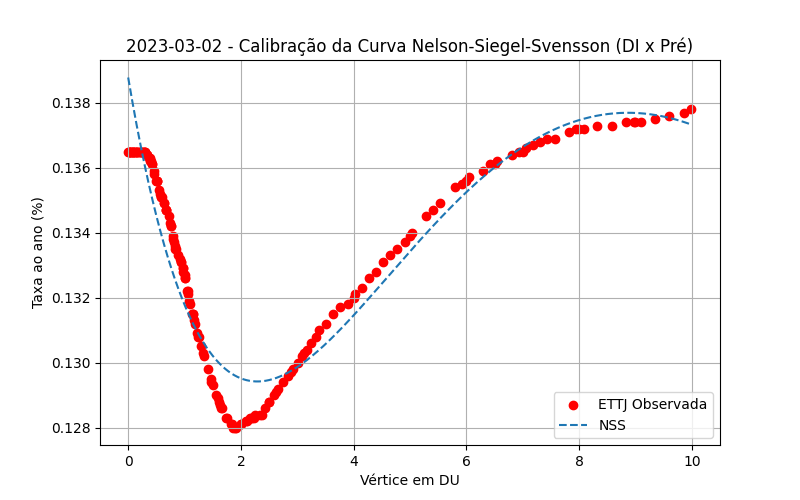 2023-03-02 - Calibração da Curva Nelson-Siegel-Svensson (DI x Pré)
Taxa ao ano (%)
0.138
0.136
0.134
0.132
0.130
0.128
ETTJ Observada
NSS
0 2 4 6 8 10
Vértice em DU